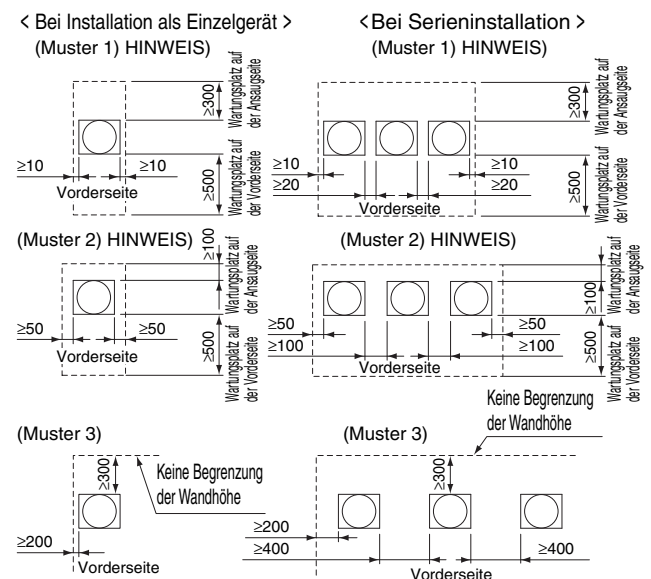 < Bei Installation als Einzelgerät >
(Muster 1) HINWEIS)
≥300
Wartungsplatz auf
der Ansaugseite
≥10
≥10
≥500
Wartungsplatz auf
der Vorderseite
Vorderseite
(Muster 2) HINWEIS)
≥100
Wartungsplatz auf
der Ansaugseite
≥50
≥50
≥500
Wartungsplatz auf
der Vorderseite
Vorderseite
(Muster 3)
≥300
Keine Begrenzung
der Wandhöhe
≥200
Vorderseite
<Bei Serieninstallation >
(Muster 1) HINWEIS)
≥300
Wartungsplatz auf
der Ansaugseite
≥10
≥10
≥20
≥20
≥500
Wartungsplatz auf
der Vorderseite
Vorderseite
(Muster 2) HINWEIS)
≥100
Wartungsplatz auf
der Ansaugseite
≥50
≥50
≥100
≥100
≥500
Wartungsplatz auf
der Vorderseite
Vorderseite
Keine Begrenzung
der Wandhöhe
(Muster 3)
≥300
≥200
≥400
≥400
Vorderseite